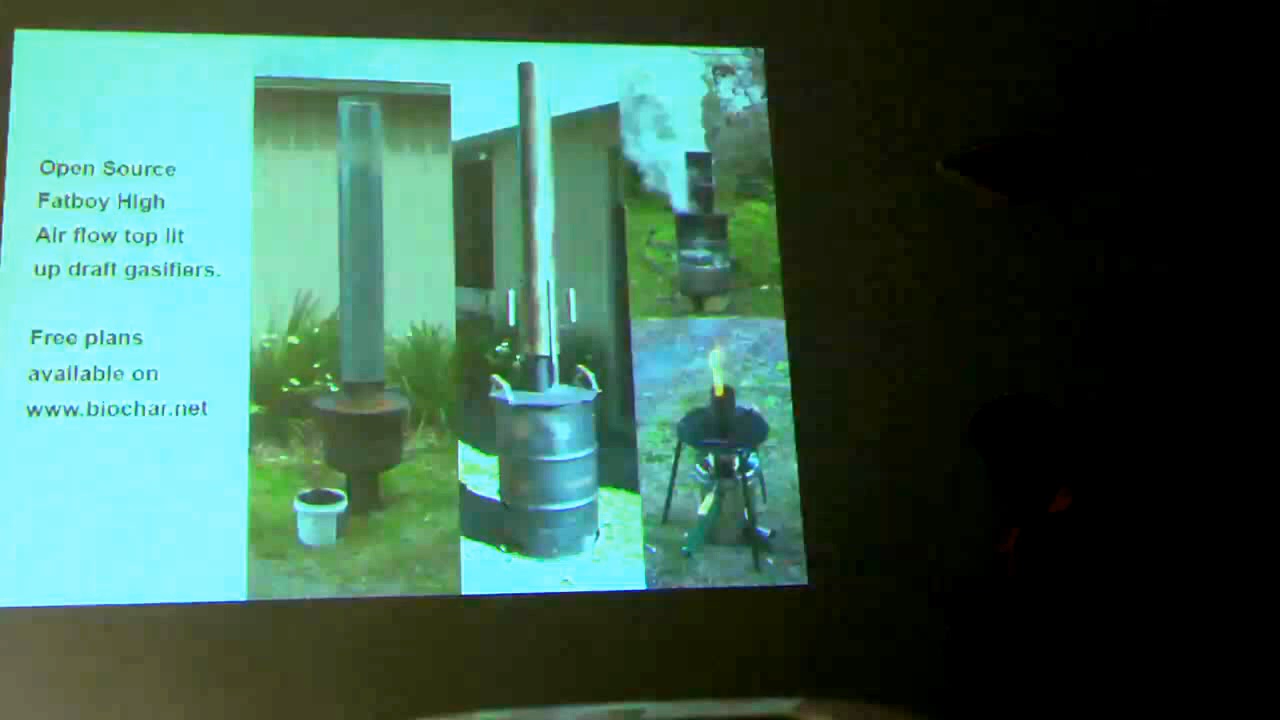 Open Source
Fatboy High
Air flow top lit
up draft gasifiers.
Free plans
available on
www.biochar.net